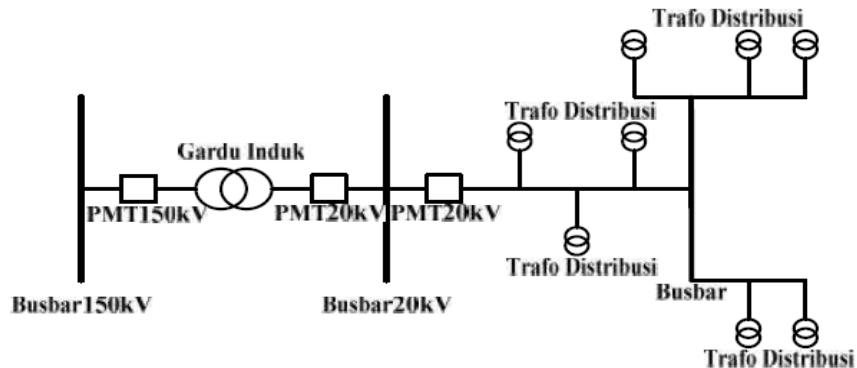 Trafo Distribusi
Trafo Distribusi
Gardu Induk
PMT150kV
PMT20kV
PMT20kV
Trafo Distribusi
Busbar
Busbar150kV
Busbar20kV
Trafo Distribusi